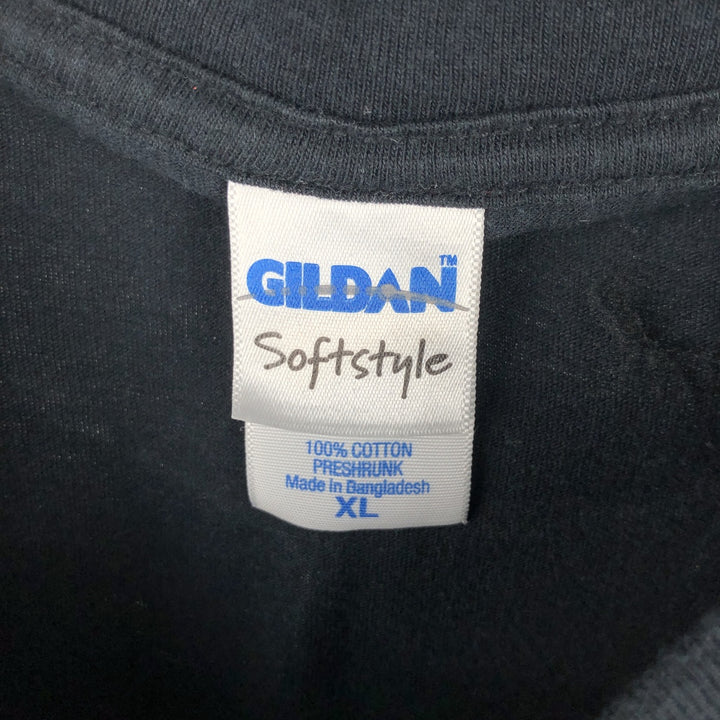 GILDAN™
Softstyle
100% COTTON
PRESHRUNK
Made in Bangladesh
XL